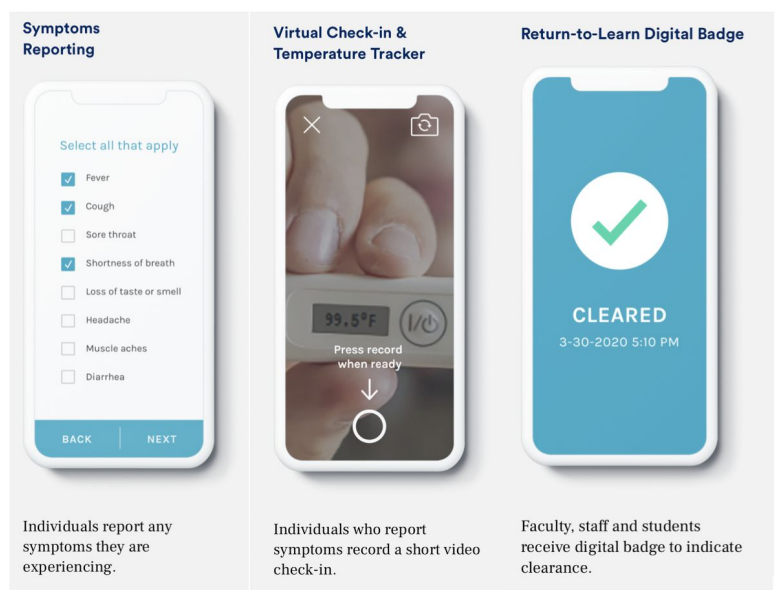 Symptoms
Reporting
Select all that apply
Fever
Cough
Sore throat
Shortness of breath
Loss of taste or smell
Headache
Muscle aches
Diarrhea
BACK
NEXT
Individuals report any
symptoms they are
experiencing.
Virtual Check-in &
Temperature Tracker
99.5°F
I/O
Press record
when ready
Individuals who report
symptoms record a short video
check-in.
Return-to-Learn Digital Badge
CLEARED
3-30-2020 5:10 PM
Faculty, staff and students
receive digital badge to indicate
clearance.